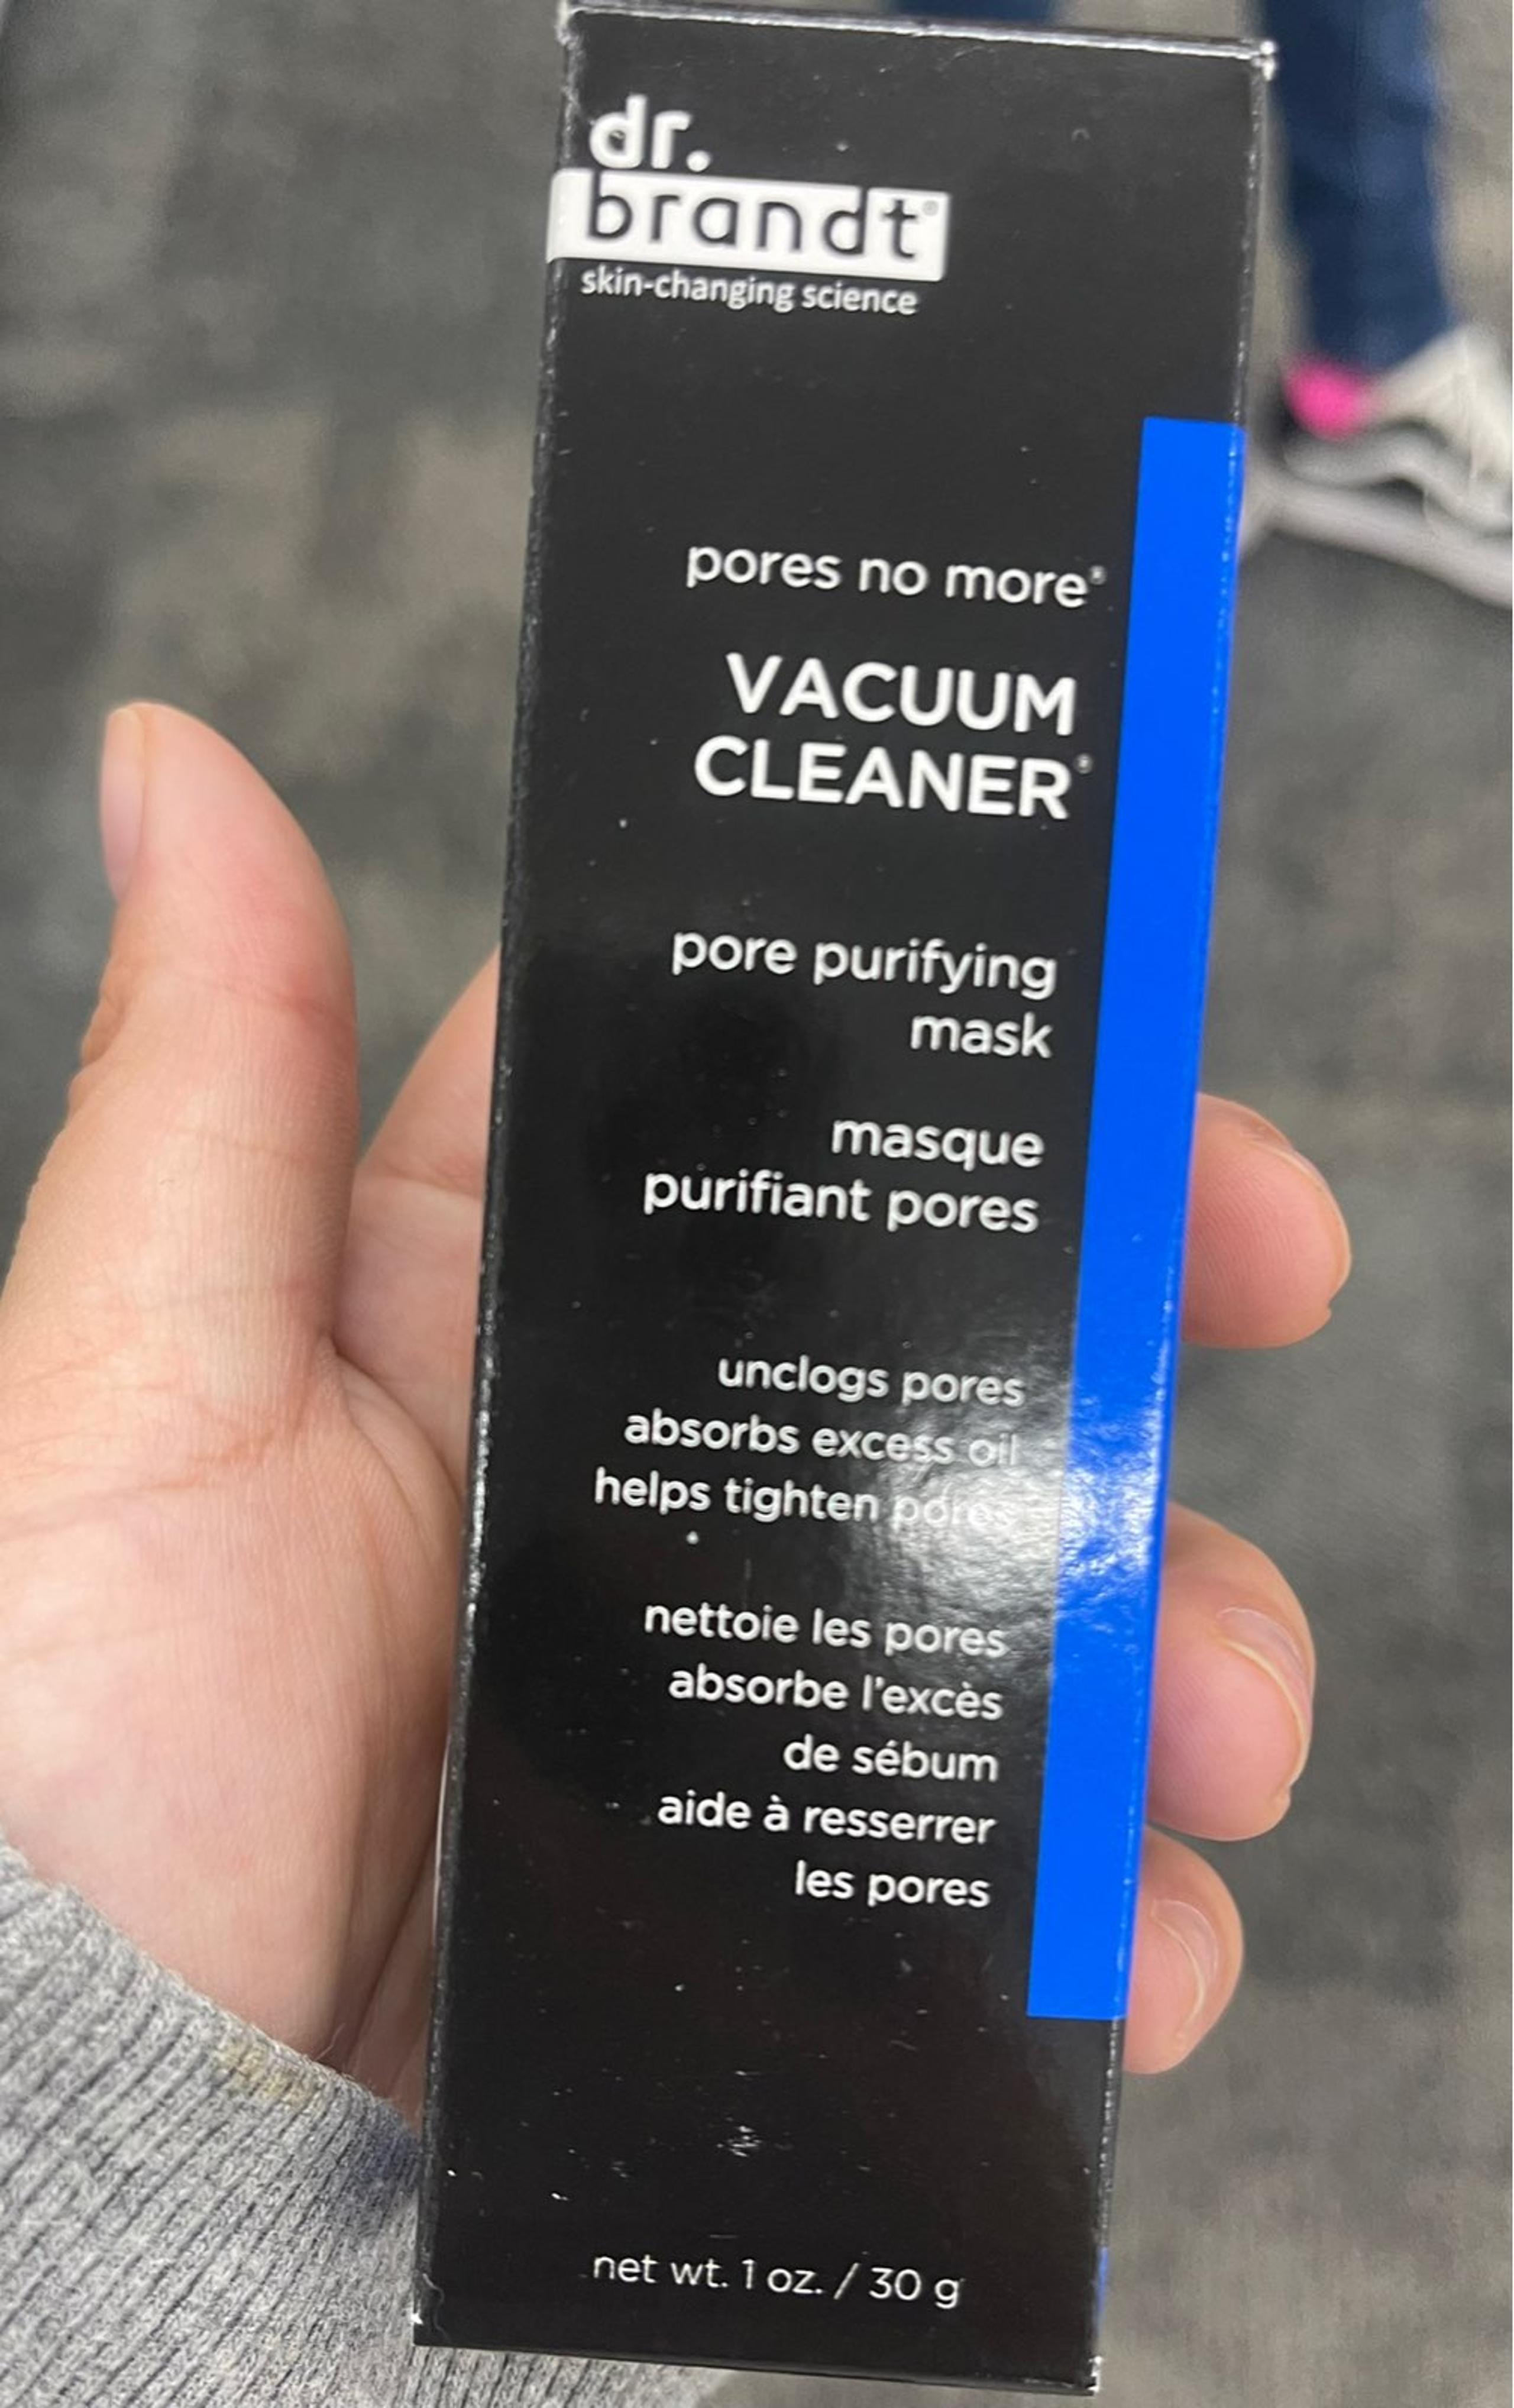 dr.
brandt®
skin-changing science
pores no more®
VACUUM
CLEANER®
pore purifying
mask
masque
purifiant pores
unclogs pores
absorbs excess oil
helps tighten pores
nettoie les pores
absorbe l'excès
de sébum
aide à resserrer
les pores
net wt. 1 oz. / 30 g